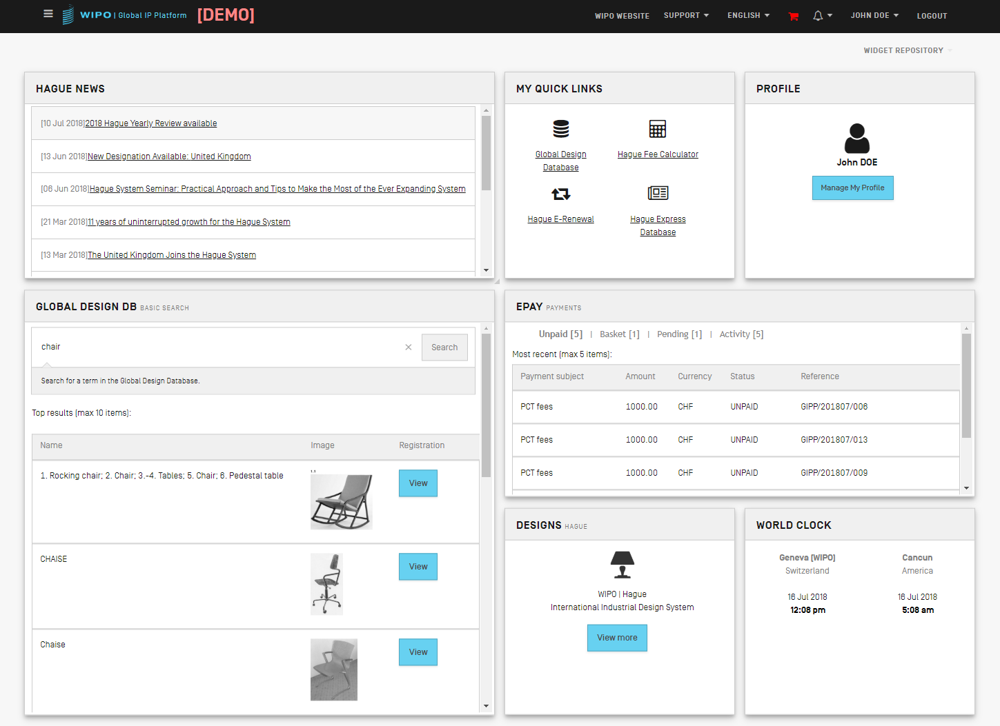 WIPO | Global IP Platform [DEMO] WIPO WEBSITE SUPPORT ENGLISH JOHN DOE LOGOUT
WIDGET REPOSITORY
HAGUE NEWS
[10 Jul 2018]2018 Hague Yearly Review available
[13 Jun 2018]New Designation Available: United Kingdom
[06 Jun 2018]Hague System Seminar: Practical Approach and Tips to Make the Most of the Ever Expanding System
[21 Mar 2018]11 years of uninterrupted growth for the Hague System
[13 Mar 2018]The United Kingdom Joins the Hague System
MY QUICK LINKS
Global Design
Database
Hague Fee Calculator
Hague E-Renewal
Hague Express
Database
PROFILE
John DOE
Manage My Profile
GLOBAL DESIGN DB BASIC SEARCH
chair
Search
Search for a term in the Global Design Database.
Top results (max 10 items):
Name Image Registration
1. Rocking chair; 2. Chair; 3.-4. Tables; 5. Chair; 6. Pedestal table
1.1
View
CHAISE
View
Chaise
View
EPAY PAYMENTS
Unpaid [5] | Basket [1] | Pending [1] | Activity [5]
Most recent (max 5 items):
Payment subject Amount Currency Status Reference
PCT fees 1000.00 CHF UNPAID GIPP/201807/006
PCT fees 1000.00 CHF UNPAID GIPP/201807/013
PCT fees 1000.00 CHF UNPAID GIPP/201807/009
DESIGNS HAGUE
WIPO | Hague
International Industrial Design System
View more
WORLD CLOCK
Geneva [WIPO]
Switzerland
16 Jul 2018
12:08 pm
Cancun
America
16 Jul 2018
5:08 am